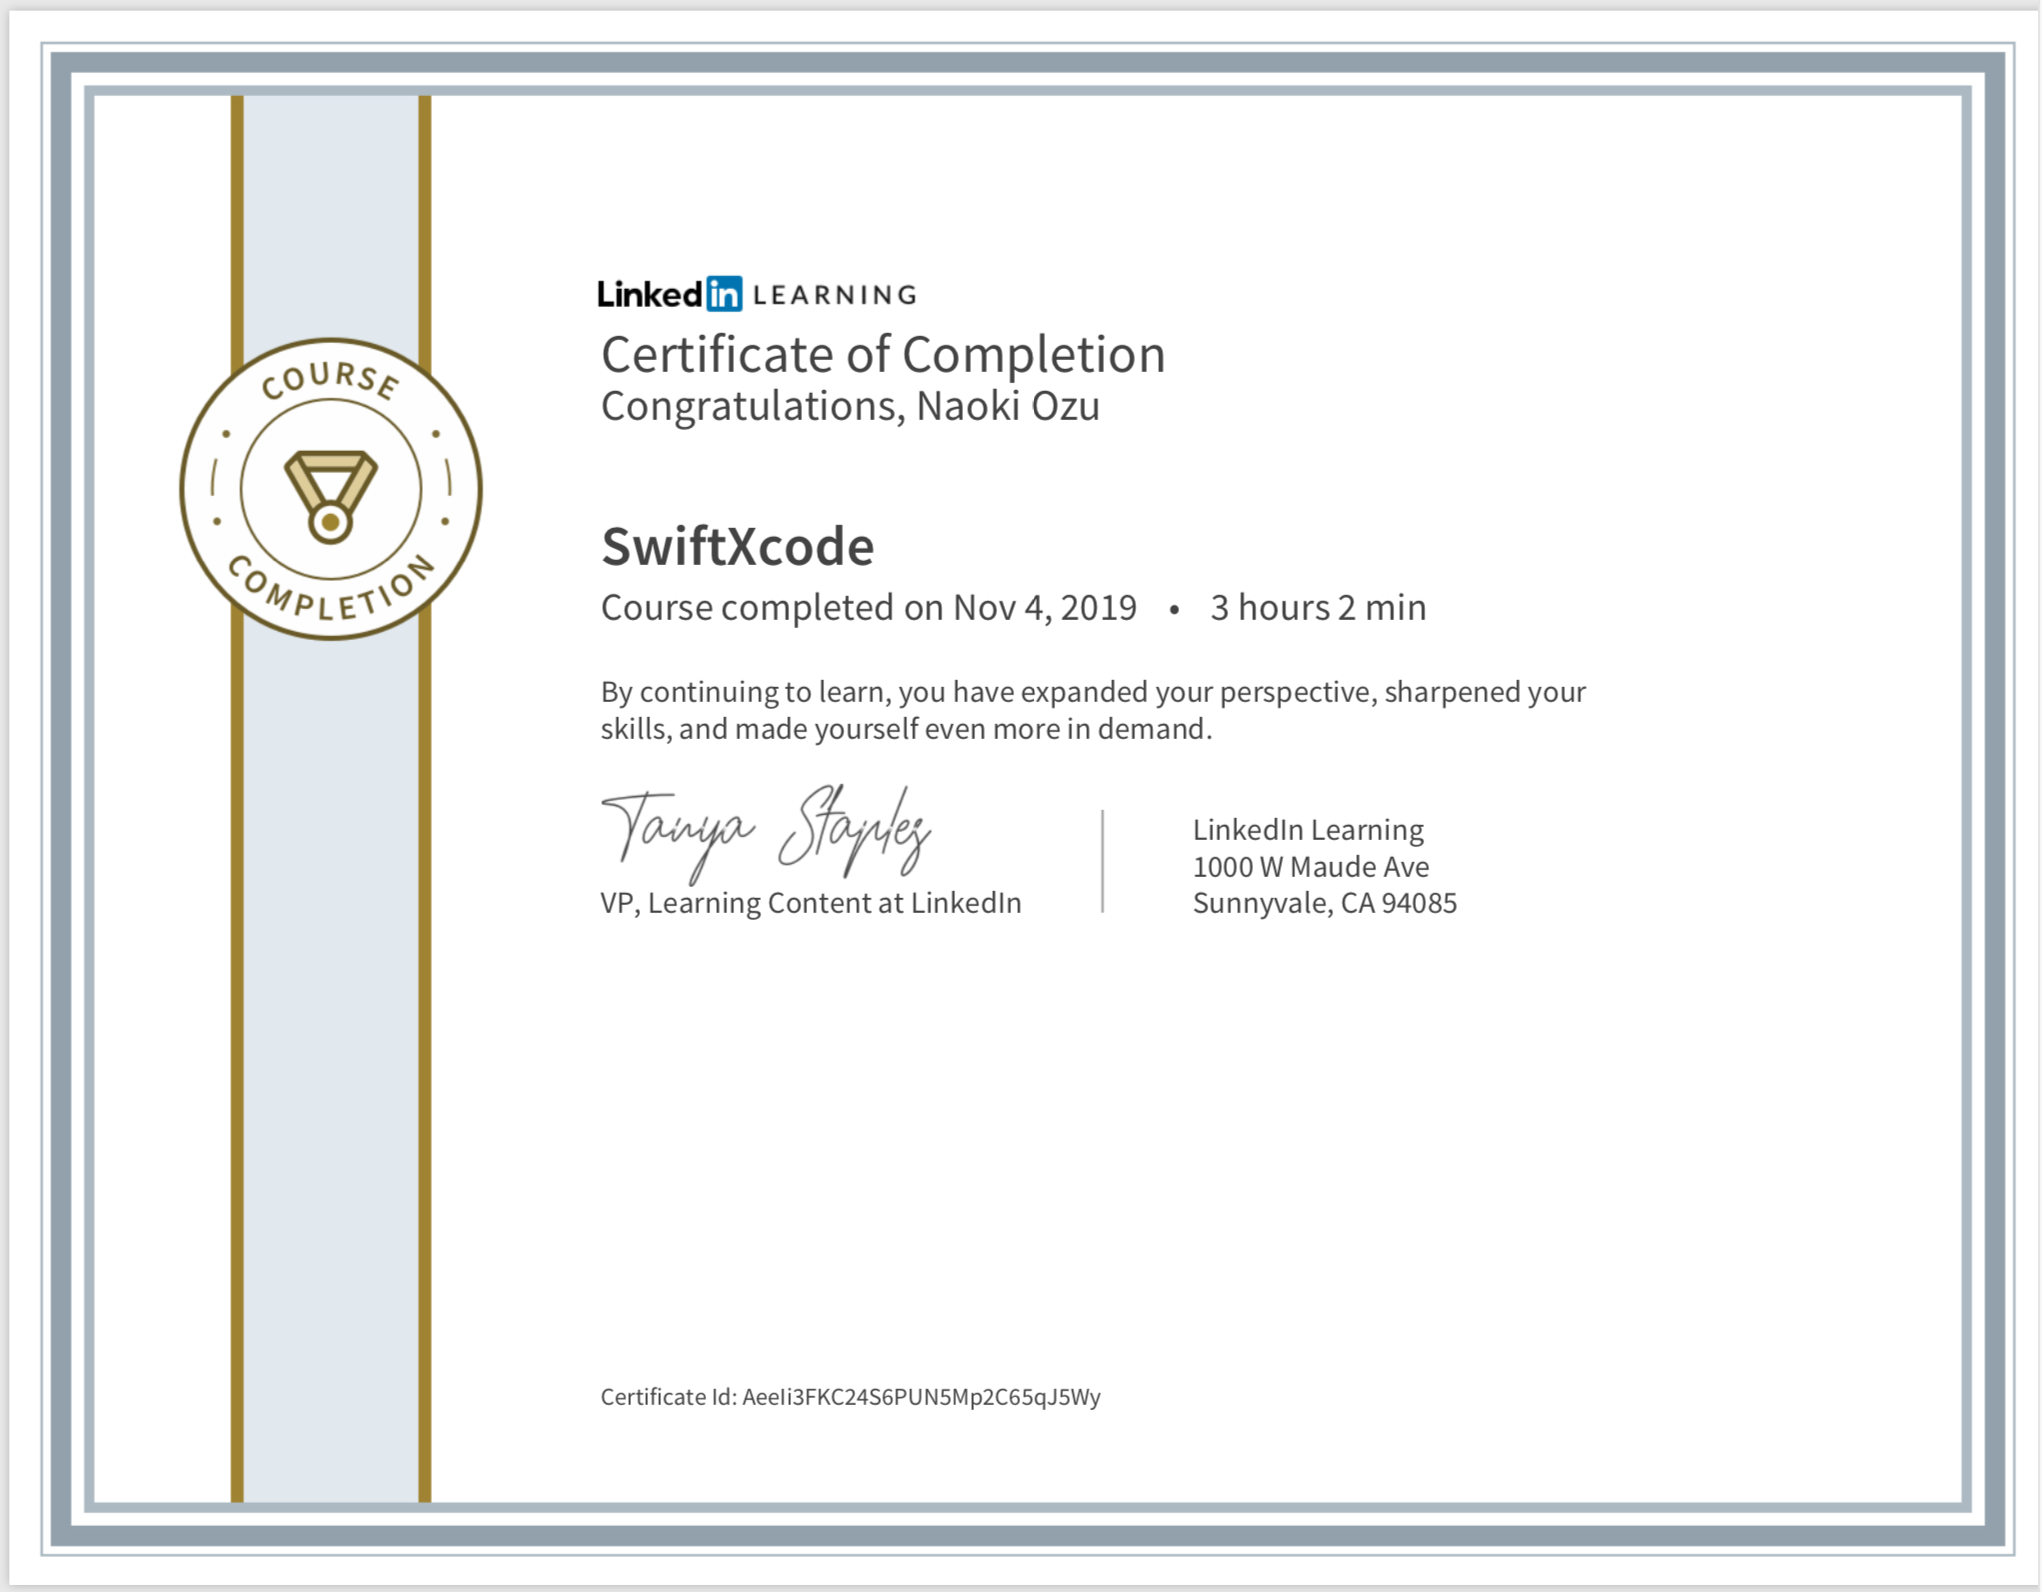 COURSE
COMPLETION
Linked in LEARNING
Certificate of Completion
Congratulations, Naoki Ozu
SwiftXcode
Course completed on Nov 4, 2019 • 3 hours 2 min
By continuing to learn, you have expanded your perspective, sharpened your
skills, and made yourself even more in demand.
Tanya Staples
VP, Learning Content at LinkedIn
LinkedIn Learning
1000 W Maude Ave
Sunnyvale, CA 94085
Certificate Id: AeeIi3FKC24S6PUN5Mp2C65qJ5Wy